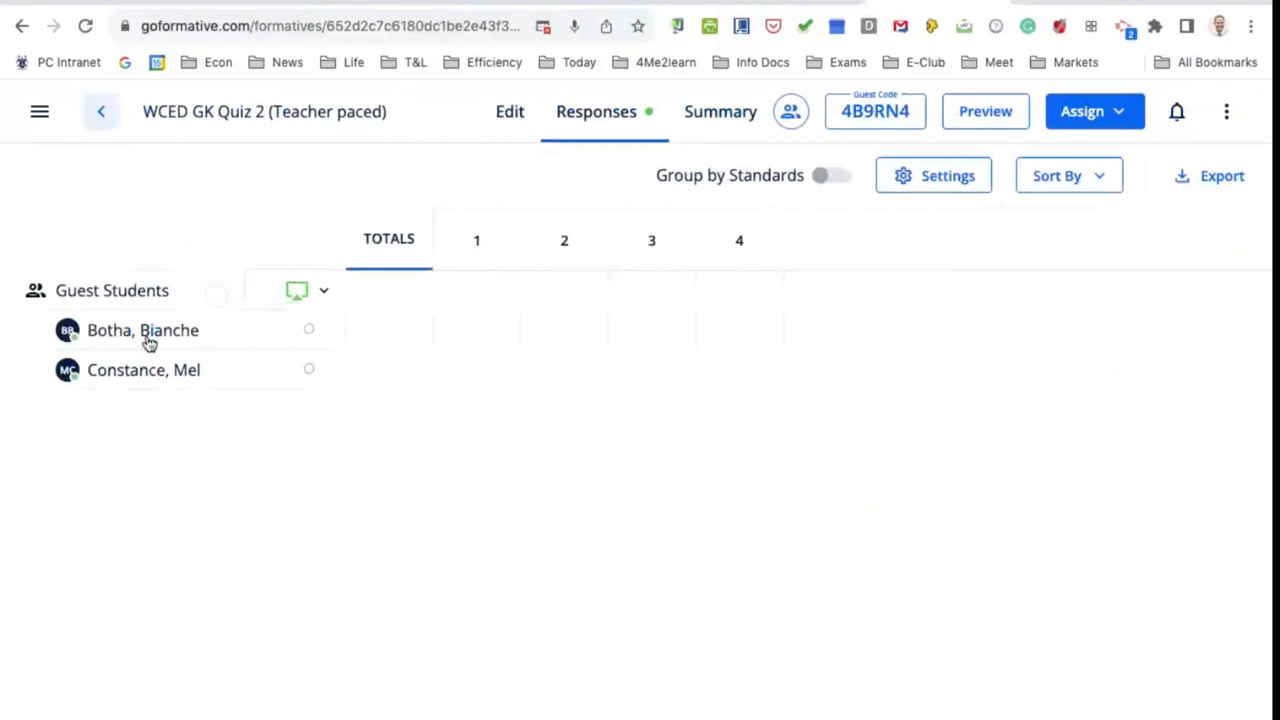 goformative.com/formatives/652d2c7c6180dc1be2e43f3...
2
PC Intranet
31
Econ
News
Life
T&L
Efficiency
Today
4Me2learn
Info Docs
Exams
E-Club
Meet
Markets
All Bookmarks
WCED GK Quiz 2 (Teacher paced)
Edit
Responses
Summary
Guest Code
4B9RN4
Preview
Assign
Group by Standards
Settings
Sort By
Export
TOTALS 1 2 3 4
Guest Students
BB Botha, Bianche
MC Constance, Mel